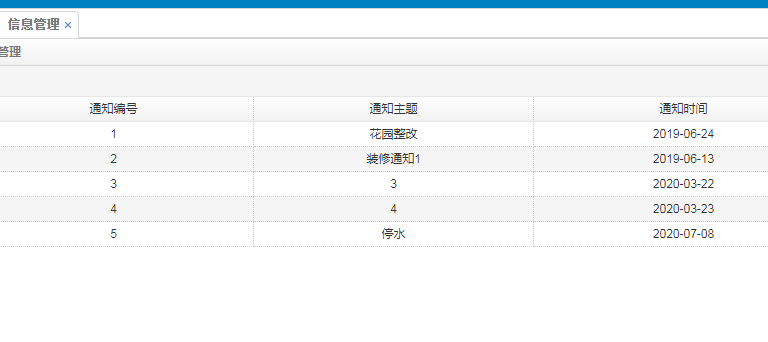 信息管理 ×
管理
通知编号 通知主题 通知时间
1 花园整改 2019-06-24
2 装修通知1 2019-06-13
3 3 2020-03-22
4 4 2020-03-23
5 停水 2020-07-08